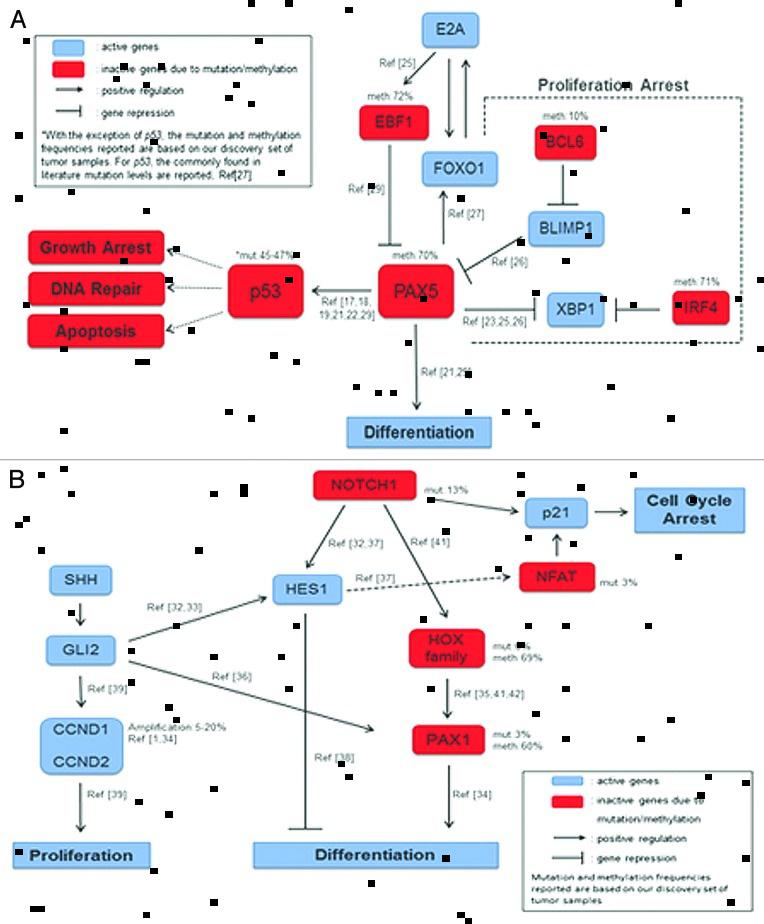 A
: active genes
: inactive genes due to mutation/methylation
: positive regulation
: gene repression
*With the exception of p53, the mutation and methylation
frequencies reported are based on our discovery set of
tumor samples. For p53, the commonly found in
literature mutation levels are reported, Ref[27]
E2A
Ref [25]
meth 72%
EBF1
FOXO1
Proliferation Arrest
meth 10%
BCL6
Ref [29]
Ref [27]
BLIMP1
Ref [26]
Growth Arrest
DNA Repair
Apoptosis
*mut 45-47%
p53
meth 70%
PAX5
Ref [17,18,
19,21,22,29]
Ref [23,25,26]
XBP1
meth 71%
IRF4
Ref [21,25]
Differentiation
B
NOTCH1
mut 13%
p21
Cell Cycle
Arrest
Ref [32,37]
Ref [41]
SHH
HES1
Ref [37]
NFAT
mut 3%
Ref [32,33]
GLI2
HOX
family
mut
meth 69%
Ref [36]
Ref [39]
Ref [35,41,42]
CCND1
CCND2
Amplification 5-20%
Ref [1,34]
PAX1
mut 3%
meth 60%
Ref [38]
Ref [39]
Ref [34]
Proliferation
Differentiation
: active genes
: inactive genes due to
mutation/methylation
: positive regulation
: gene repression
Mutation and methylation frequencies
reported are based on our discovery set of
tumor samples